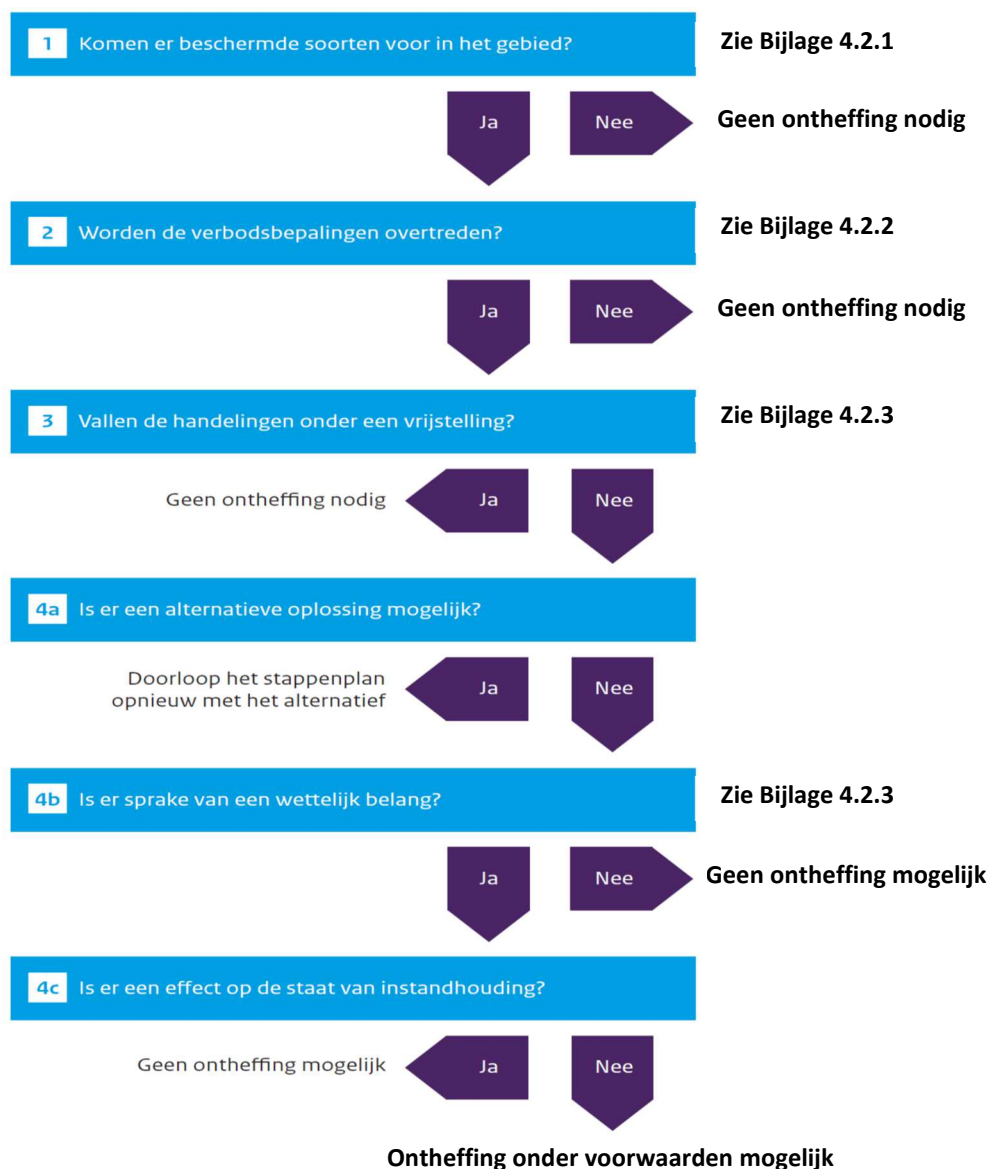 1 Komen er beschermde soorten voor in het gebied? Zie Bijlage 4.2.1
Ja Nee Geen ontheffing nodig
2 Worden de verbodsbepalingen overtreden? Zie Bijlage 4.2.2
Ja Nee Geen ontheffing nodig
3 Vallen de handelingen onder een vrijstelling? Zie Bijlage 4.2.3
Geen ontheffing nodig Ja Nee
4a Is er een alternatieve oplossing mogelijk?
Doorloop het stappenplan
opnieuw met het alternatief Ja Nee
4b Is er sprake van een wettelijk belang? Zie Bijlage 4.2.3
Ja Nee Geen ontheffing mogelijk
4c Is er een effect op de staat van instandhouding?
Geen ontheffing mogelijk Ja Nee
Ontheffing onder voorwaarden mogelijk